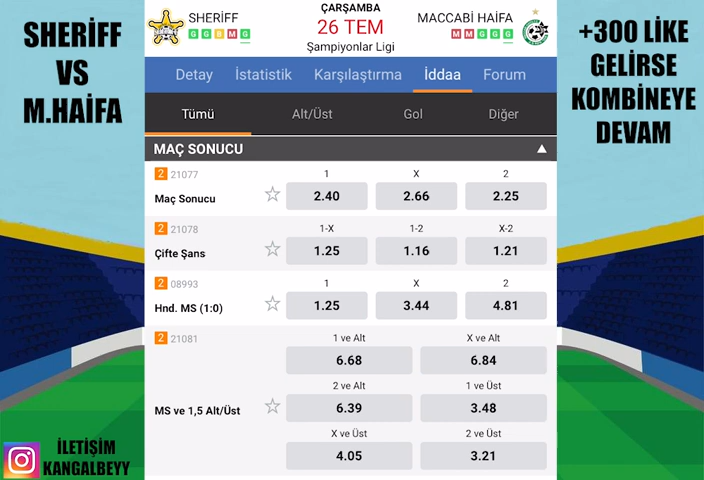 SHERİFF
VS
M.HAİFA
SHERİFF
G G B M G
ÇARŞAMBA
26 TEM
Şampiyonlar Ligi
MACCABİ HAİFA
M M G G G
+300 LİKE
GELİRSE
KOMBİNEYE
DEVAM
Detay İstatistik Karşılaştırma İddaa Forum
Tümü Alt/Üst Gol Diğer
MAÇ SONUCU
2 21077 1 X 2
Maç Sonucu 2.40 2.66 2.25
2 21078 1-X 1-2 X-2
Çifte Şans 1.25 1.16 1.21
2 08993 1 X 2
Hnd. MS (1:0) 1.25 3.44 4.81
2 21081 1 ve Alt X ve Alt
6.68 6.84
2 ve Alt 1 ve Üst
MS ve 1,5 Alt/Üst 6.39 3.48
X ve Üst 2 ve Üst
4.05 3.21
İLETİŞİM
KANGALBEYY